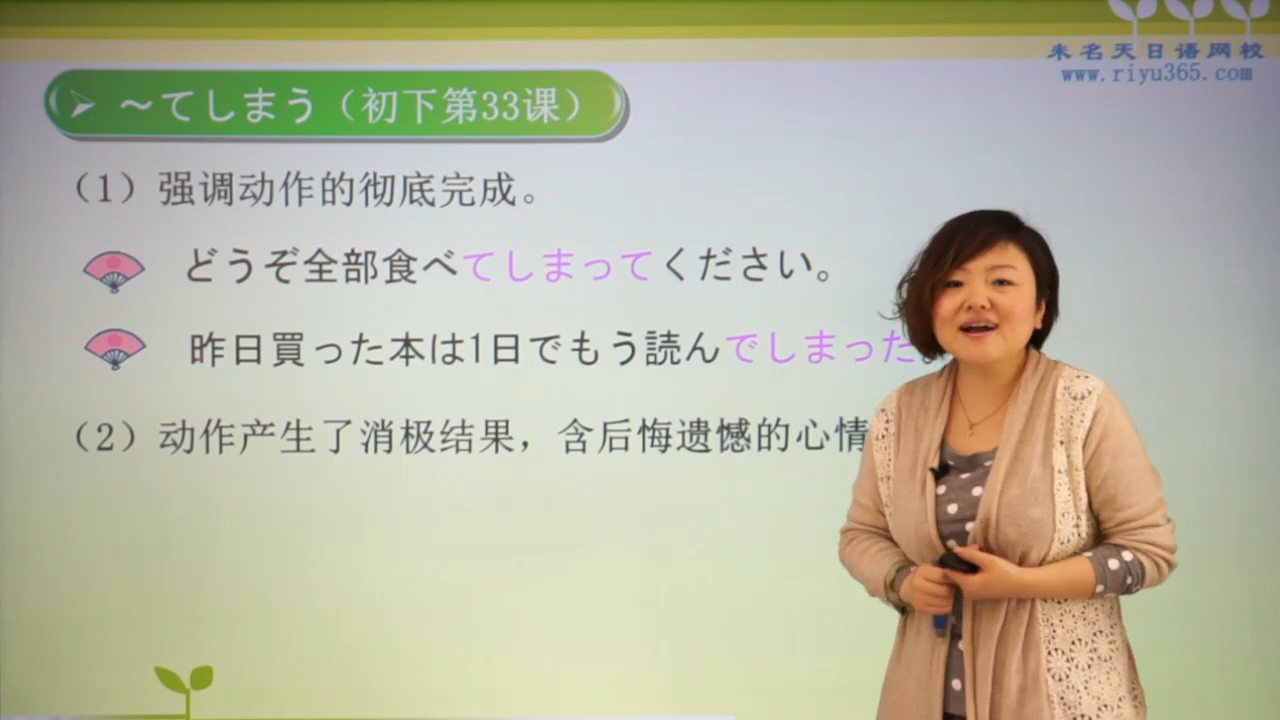 未名天日语网校
www.riyu365.com
～てしまう（初下第33课）
（1）强调动作的彻底完成。
どうぞ全部食べてしまってください。
昨日買った本は1日でもう読んでしまった。
（2）动作产生了消极结果，含后悔遗憾的心情